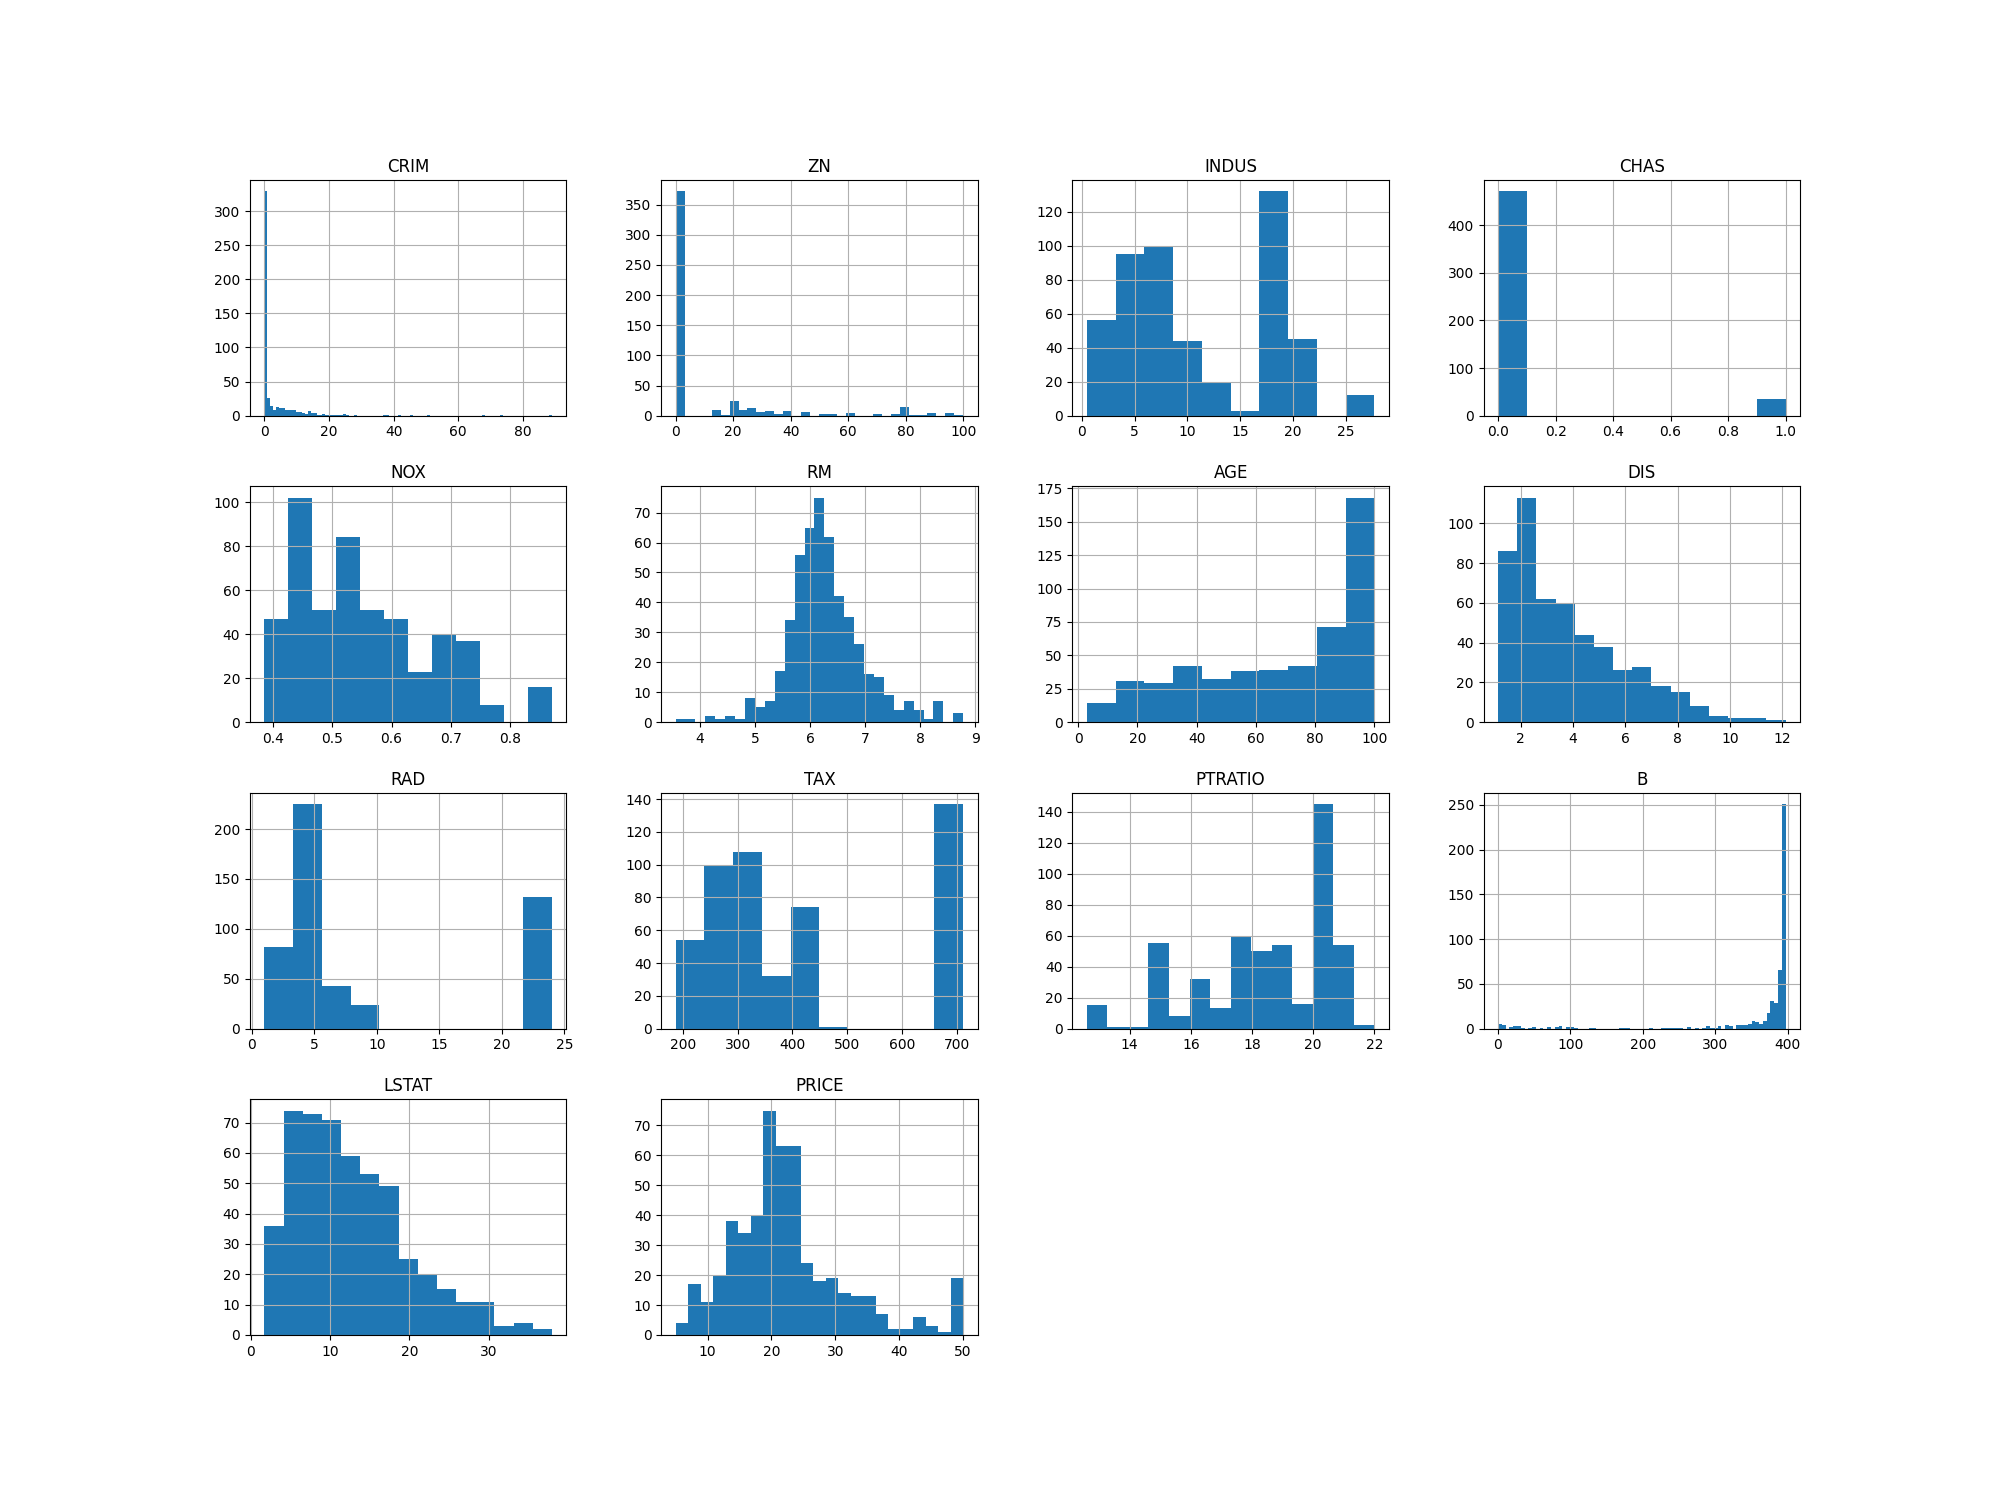 CRIM ZN INDUS CHAS
300 350 120 400
250 300 100 300
200 250 80 200
150 200 60 100
100 150 40 0
50 100 20
0 50 0
0
0 20 40 60 80 0 20 40 60 80 100 0 5 10 15 20 25 0.0 0.2 0.4 0.6 0.8 1.0
NOX RM AGE DIS
100 70 175 100
80 60 150 80
60 50 125 60
40 40 100 40
20 30 75 20
0 20 50 0
10 25
0 0
0.4 0.5 0.6 0.7 0.8 4 5 6 7 8 9 0 20 40 60 80 100 2 4 6 8 10 12
RAD TAX PTRATIO B
200 140 140 250
150 120 120 200
100 100 100 150
50 80 80 100
0 60 60 50
40 40 0
20 20
0 0
0 5 10 15 20 25 200 300 400 500 600 700 14 16 18 20 22 0 100 200 300 400
LSTAT PRICE
70 70
60 60
50 50
40 40
30 30
20 20
10 10
0 0
0 10 20 30 10 20 30 40 50